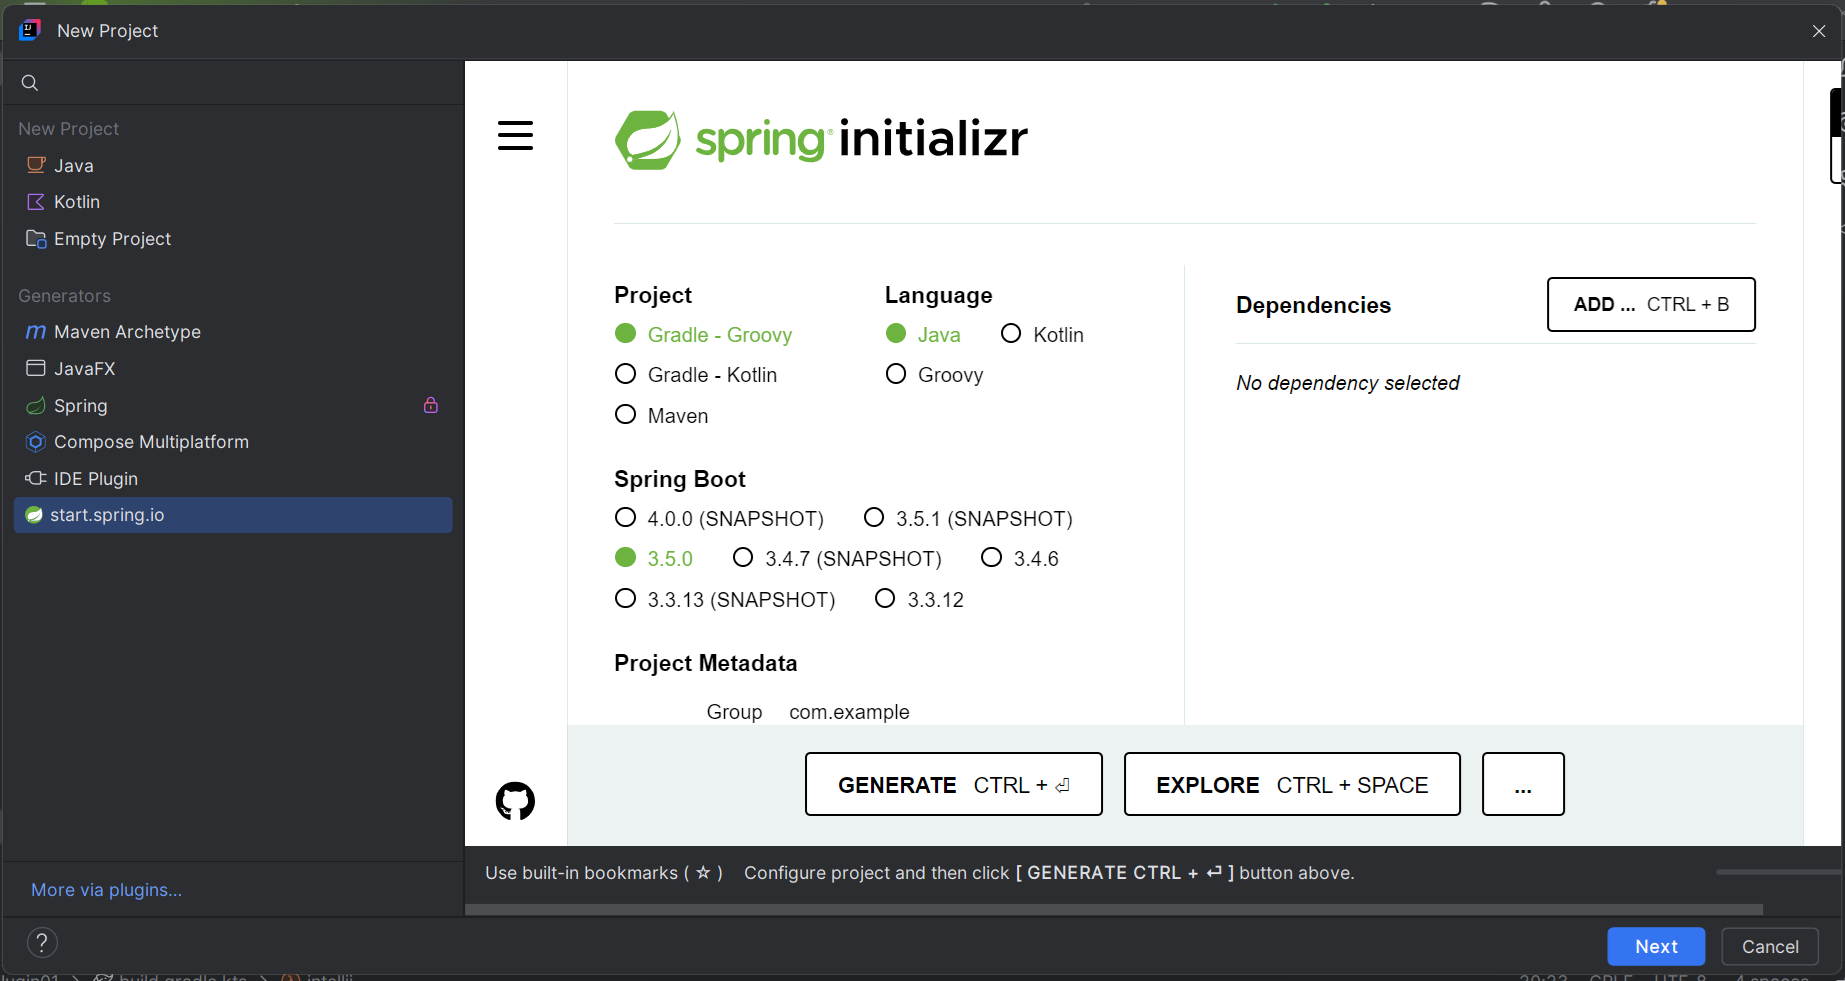 New Project
New Project
Java
Kotlin
Empty Project
Generators
Maven Archetype
JavaFX
Spring
Compose Multiplatform
IDE Plugin
start.spring.io
More via plugins...
spring® initializr
Project
Gradle - Groovy
Gradle - Kotlin
Maven
Language
Java Kotlin
Groovy
Spring Boot
4.0.0 (SNAPSHOT) 3.5.1 (SNAPSHOT)
3.5.0 3.4.7 (SNAPSHOT) 3.4.6
3.3.13 (SNAPSHOT) 3.3.12
Project Metadata
Group com.example
Dependencies
ADD ... CTRL + B
No dependency selected
GENERATE CTRL + ⏎
EXPLORE CTRL + SPACE
...
Use built-in bookmarks ( ☆ ) Configure project and then click [ GENERATE CTRL + ⏎ ] button above.
?
Next
Cancel